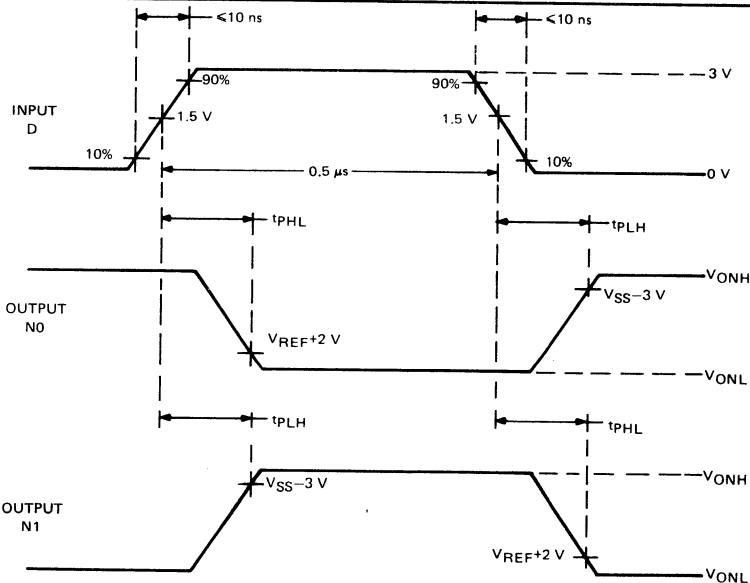 ≤10 ns
≤10 ns
90%
90%
3 V
INPUT
D
1.5 V
1.5 V
10%
10%
0.5 μs
0 V
tPHL
tPLH
VONH
OUTPUT
N0
VSS−3 V
VREF+2 V
VONL
tPLH
tPHL
VONH
VSS−3 V
OUTPUT
N1
VREF+2 V
VONL